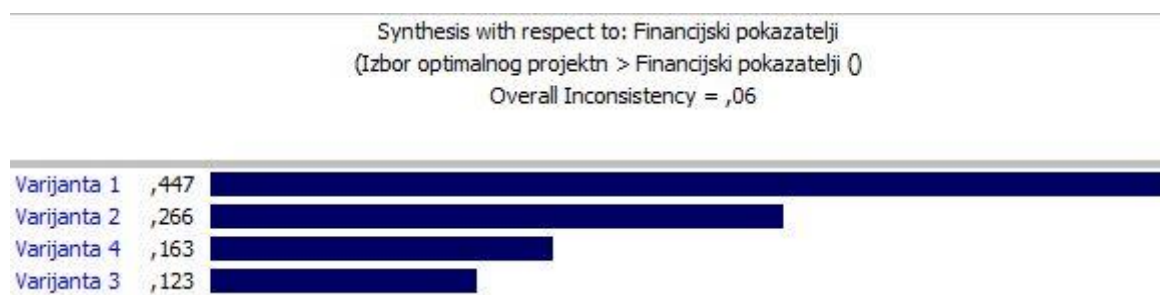 Synthesis with respect to: Financijski pokazatelji
(Izbor optimalnog projektn > Financijski pokazatelji ()
Overall Inconsistency = ,06
Varijanta 1 ,447
Varijanta 2 ,266
Varijanta 4 ,163
Varijanta 3 ,123